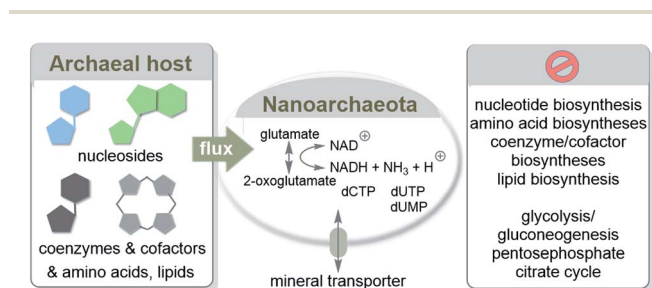 Archaeal host
nucleosides
coenzymes & cofactors
& amino acids, lipids
flux
Nanoarchaeota
glutamate
NAD⊕
NADH + NH₃ + H⊕
2-oxoglutamate
dCTP dUTP
dUMP
mineral transporter
nucleotide biosynthesis
amino acid biosyntheses
coenzyme/cofactor
biosyntheses
lipid biosynthesis
glycolysis/
gluconeogenesis
pentosephosphate
citrate cycle